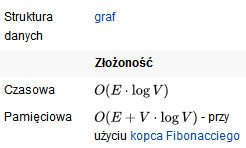 Struktura graf
danych
Złożoność
Czasowa O(E · log V)
Pamięciowa O(E + V · log V) - przy
użyciu kopca Fibonacciego